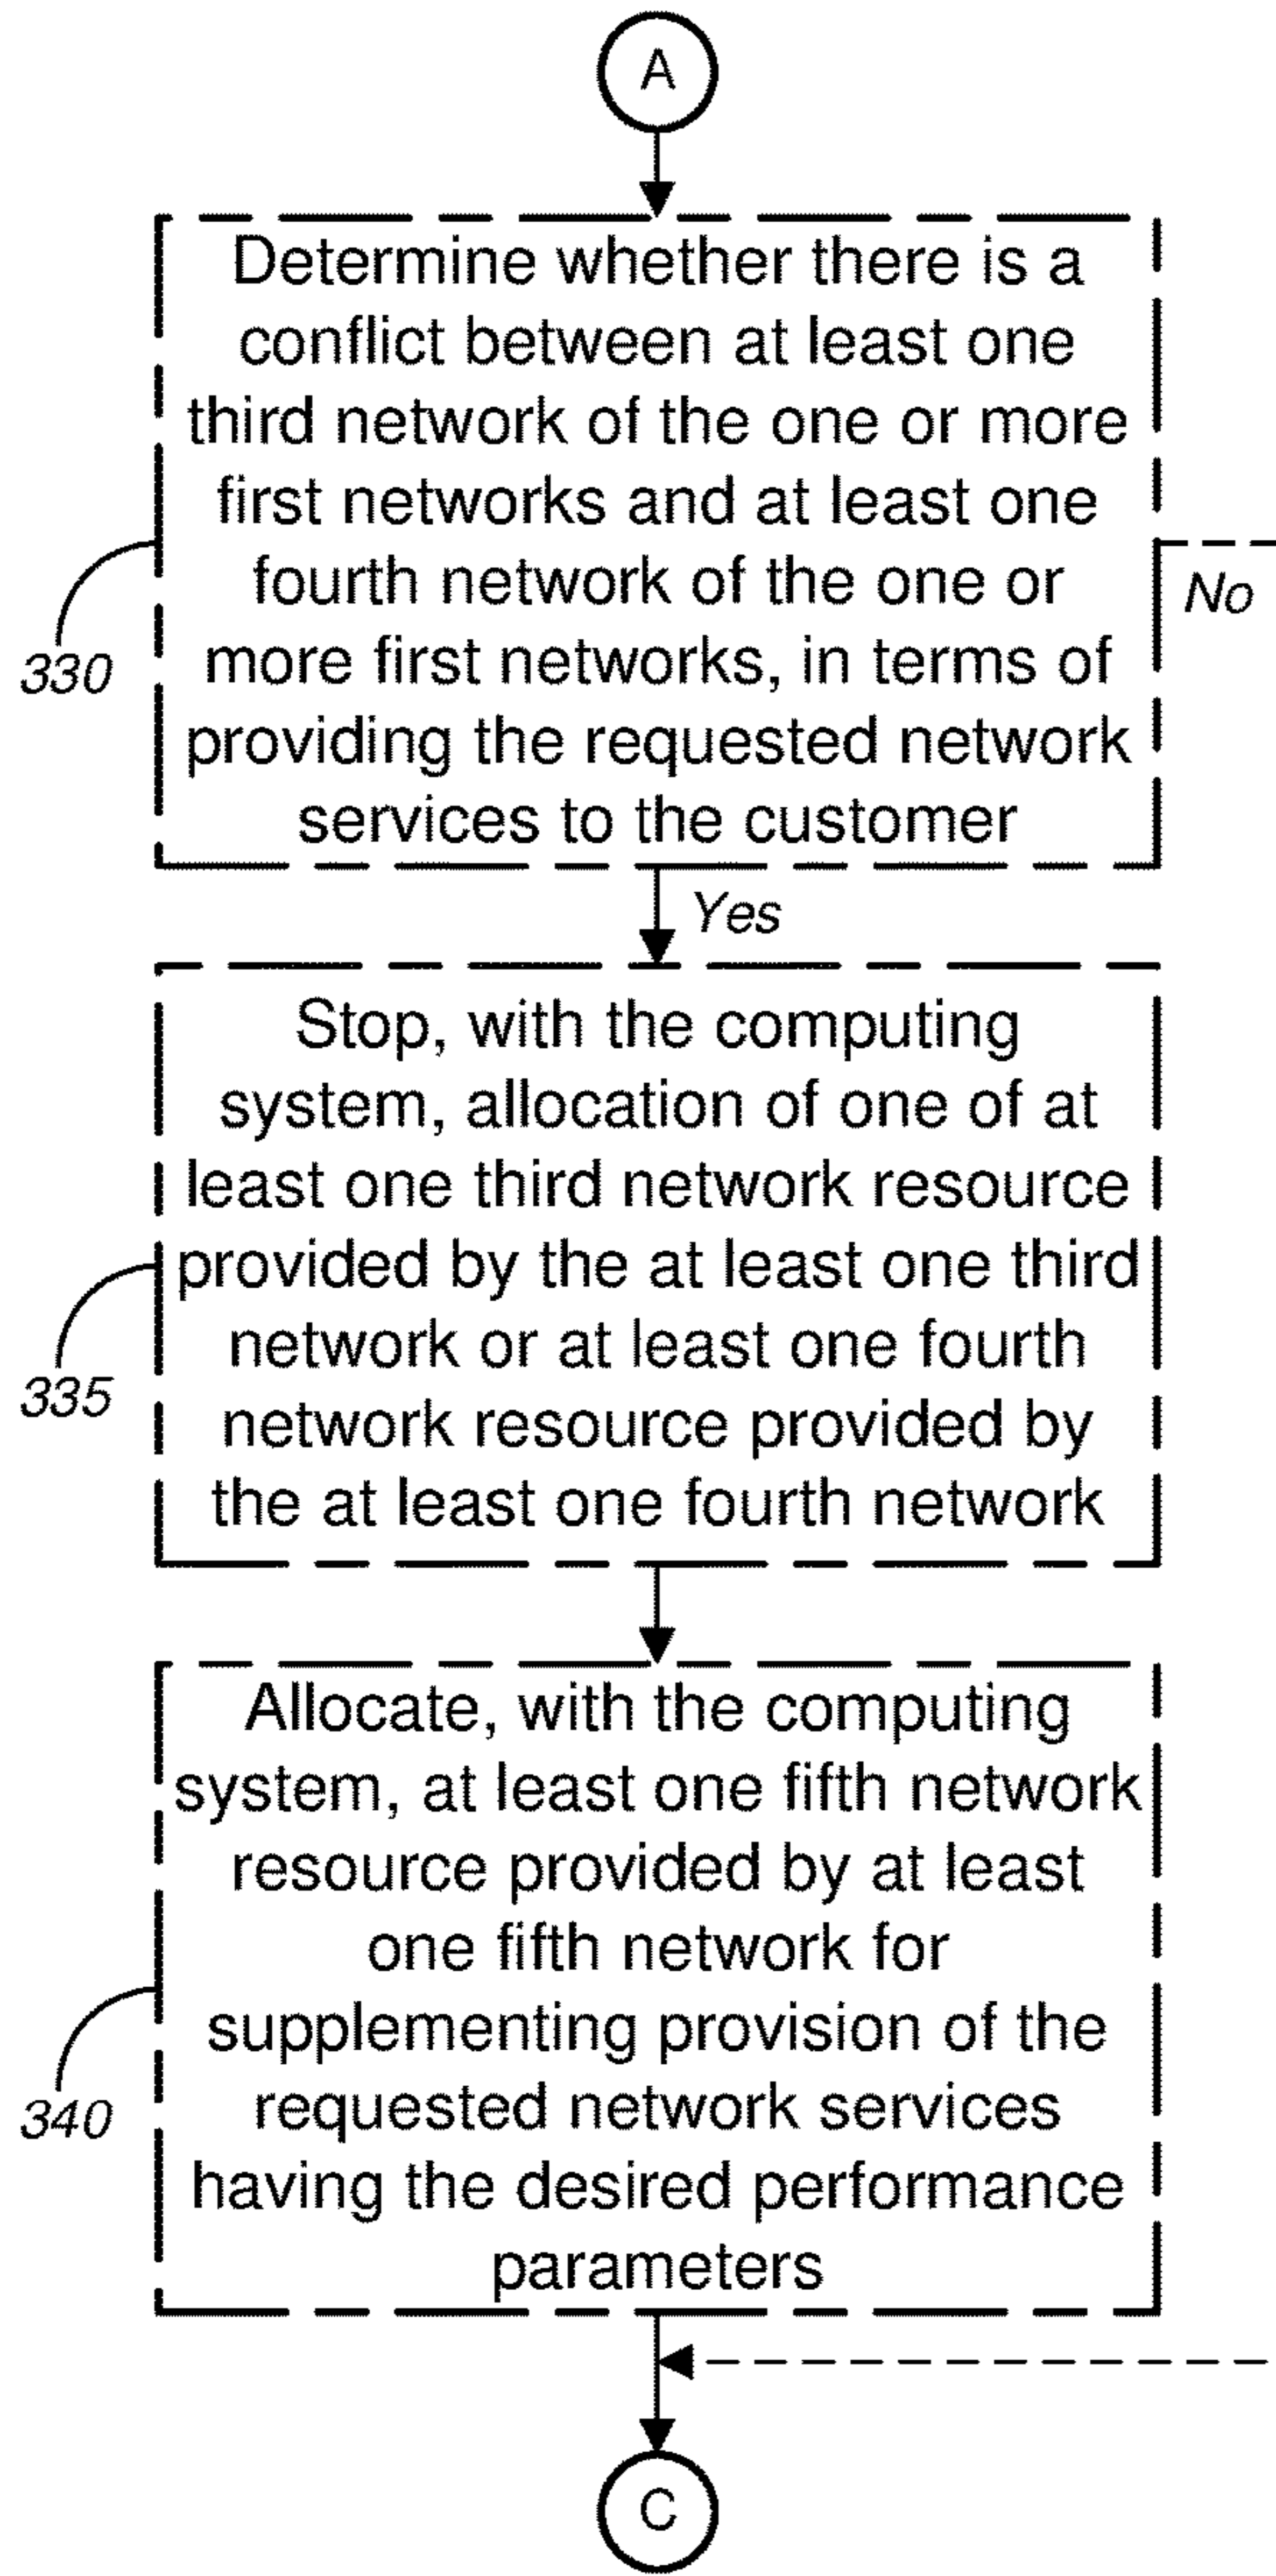 A
Determine whether there is a
conflict between at least one
third network of the one or more
first networks and at least one
fourth network of the one or
more first networks, in terms of
providing the requested network
services to the customer
330
No
Yes
Stop, with the computing
system, allocation of one of at
least one third network resource
provided by the at least one third
network or at least one fourth
network resource provided by
the at least one fourth network
335
Allocate, with the computing
system, at least one fifth network
resource provided by at least
one fifth network for
supplementing provision of the
requested network services
having the desired performance
parameters
340
C